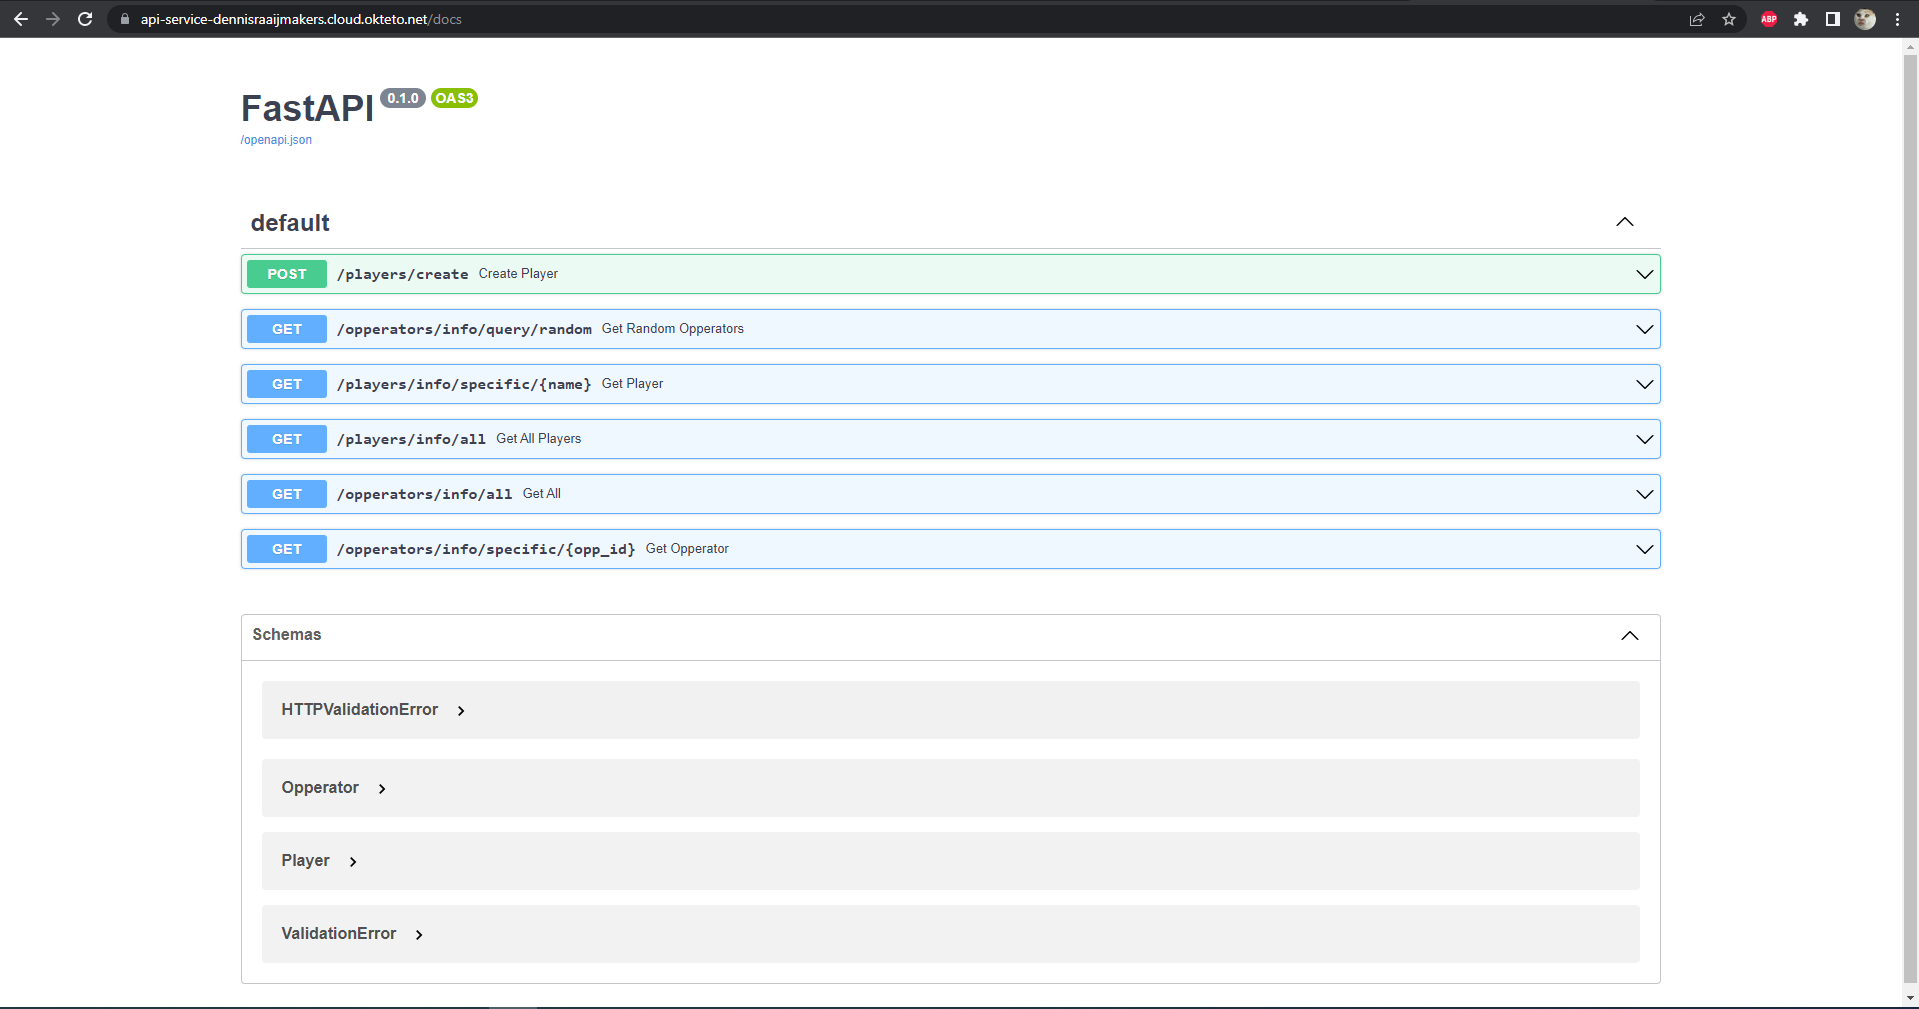 api-service-dennisraaijmakers.cloud.okteto.net/docs
ABP
FastAPI 0.1.0 OAS3
/openapi.json
default
POST /players/create Create Player
GET /opperators/info/query/random Get Random Opperators
GET /players/info/specific/{name} Get Player
GET /players/info/all Get All Players
GET /opperators/info/all Get All
GET /opperators/info/specific/{opp_id} Get Opperator
Schemas
HTTPValidationError
Opperator
Player
ValidationError